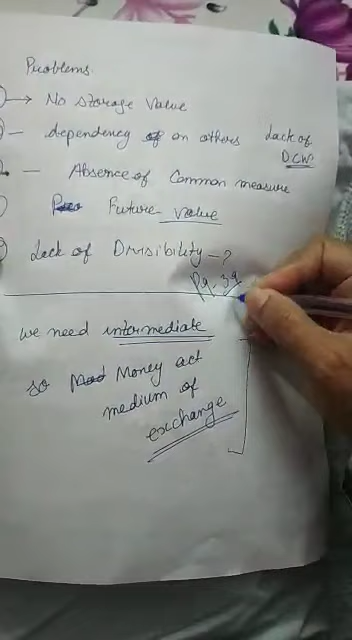 Problems.
→ No storage value
- dependency on others Lack of
DCW
- Absence of Common measure
Future value
Lack of Divisibility - ?
Pg. 39
we need intermediate
so Money act
medium of
exchange